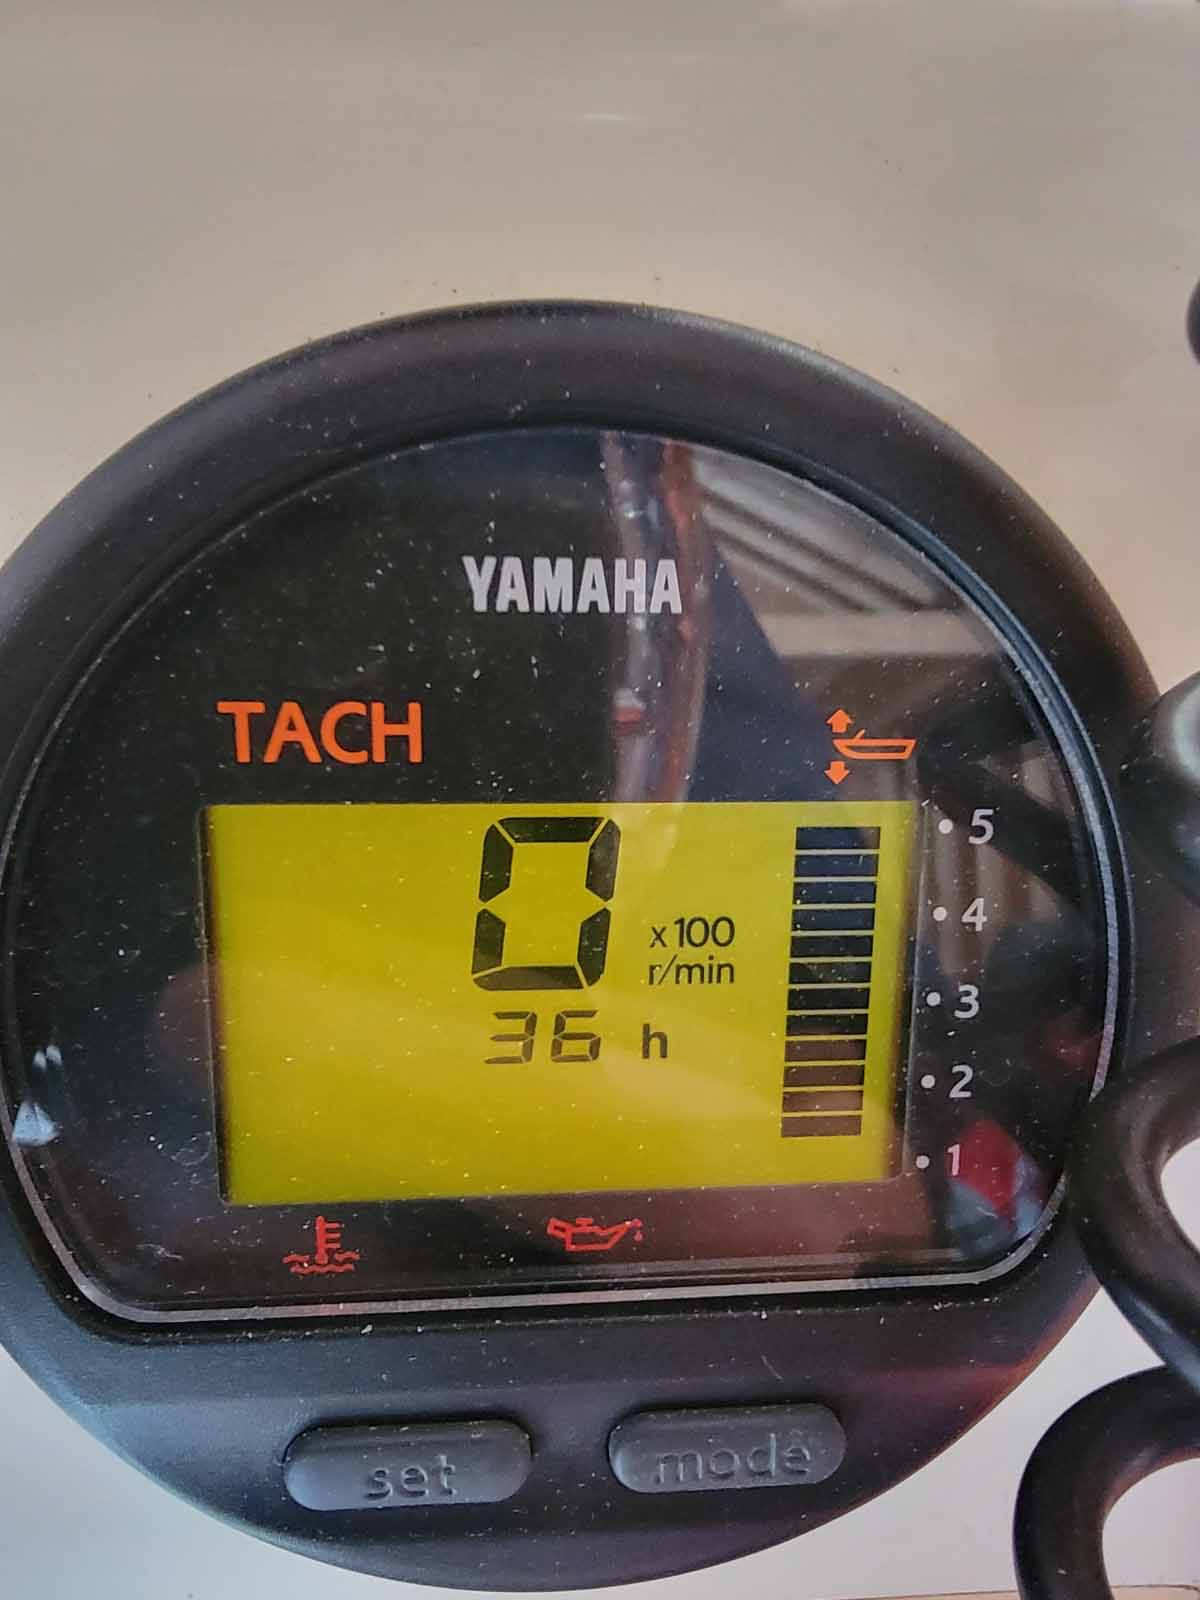 YAMAHA
TACH
5
0
x100
4
r/min
3
36 h
2
1
set
mode